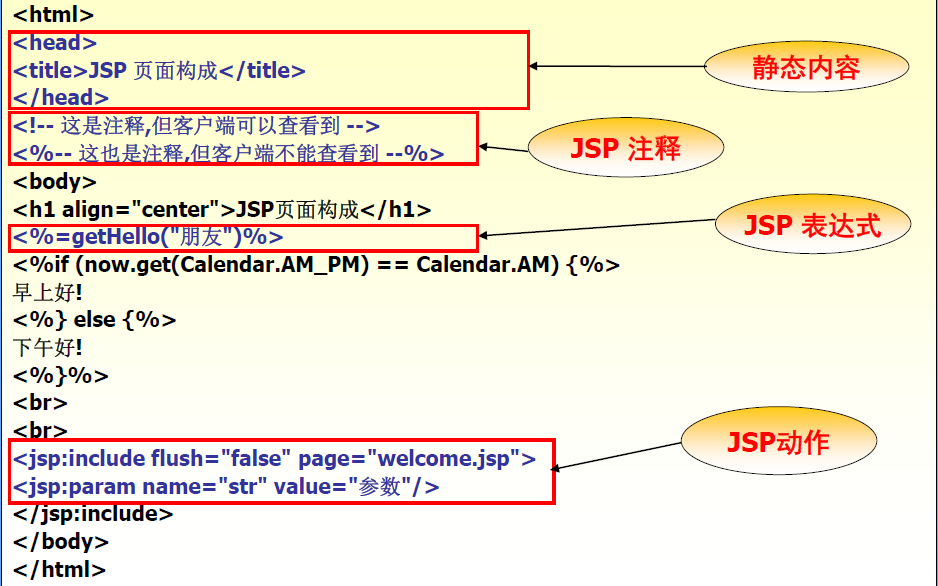 <html>
<head>
<title>JSP 页面构成</title>
</head>
静态内容
<!-- 这是注释,但客户端可以查看到 -->
<%-- 这也是注释,但客户端不能查看到 --%>
JSP 注释
<body>
<h1 align="center">JSP页面构成</h1>
<%=getHello("朋友")%>
JSP 表达式
<%if (now.get(Calendar.AM_PM) == Calendar.AM) {%>
早上好!
<%} else {%>
下午好!
<%}%>
<br>
<br>
<jsp:include flush="false" page="welcome.jsp">
<jsp:param name="str" value="参数"/>
JSP动作
</jsp:include>
</body>
</html>